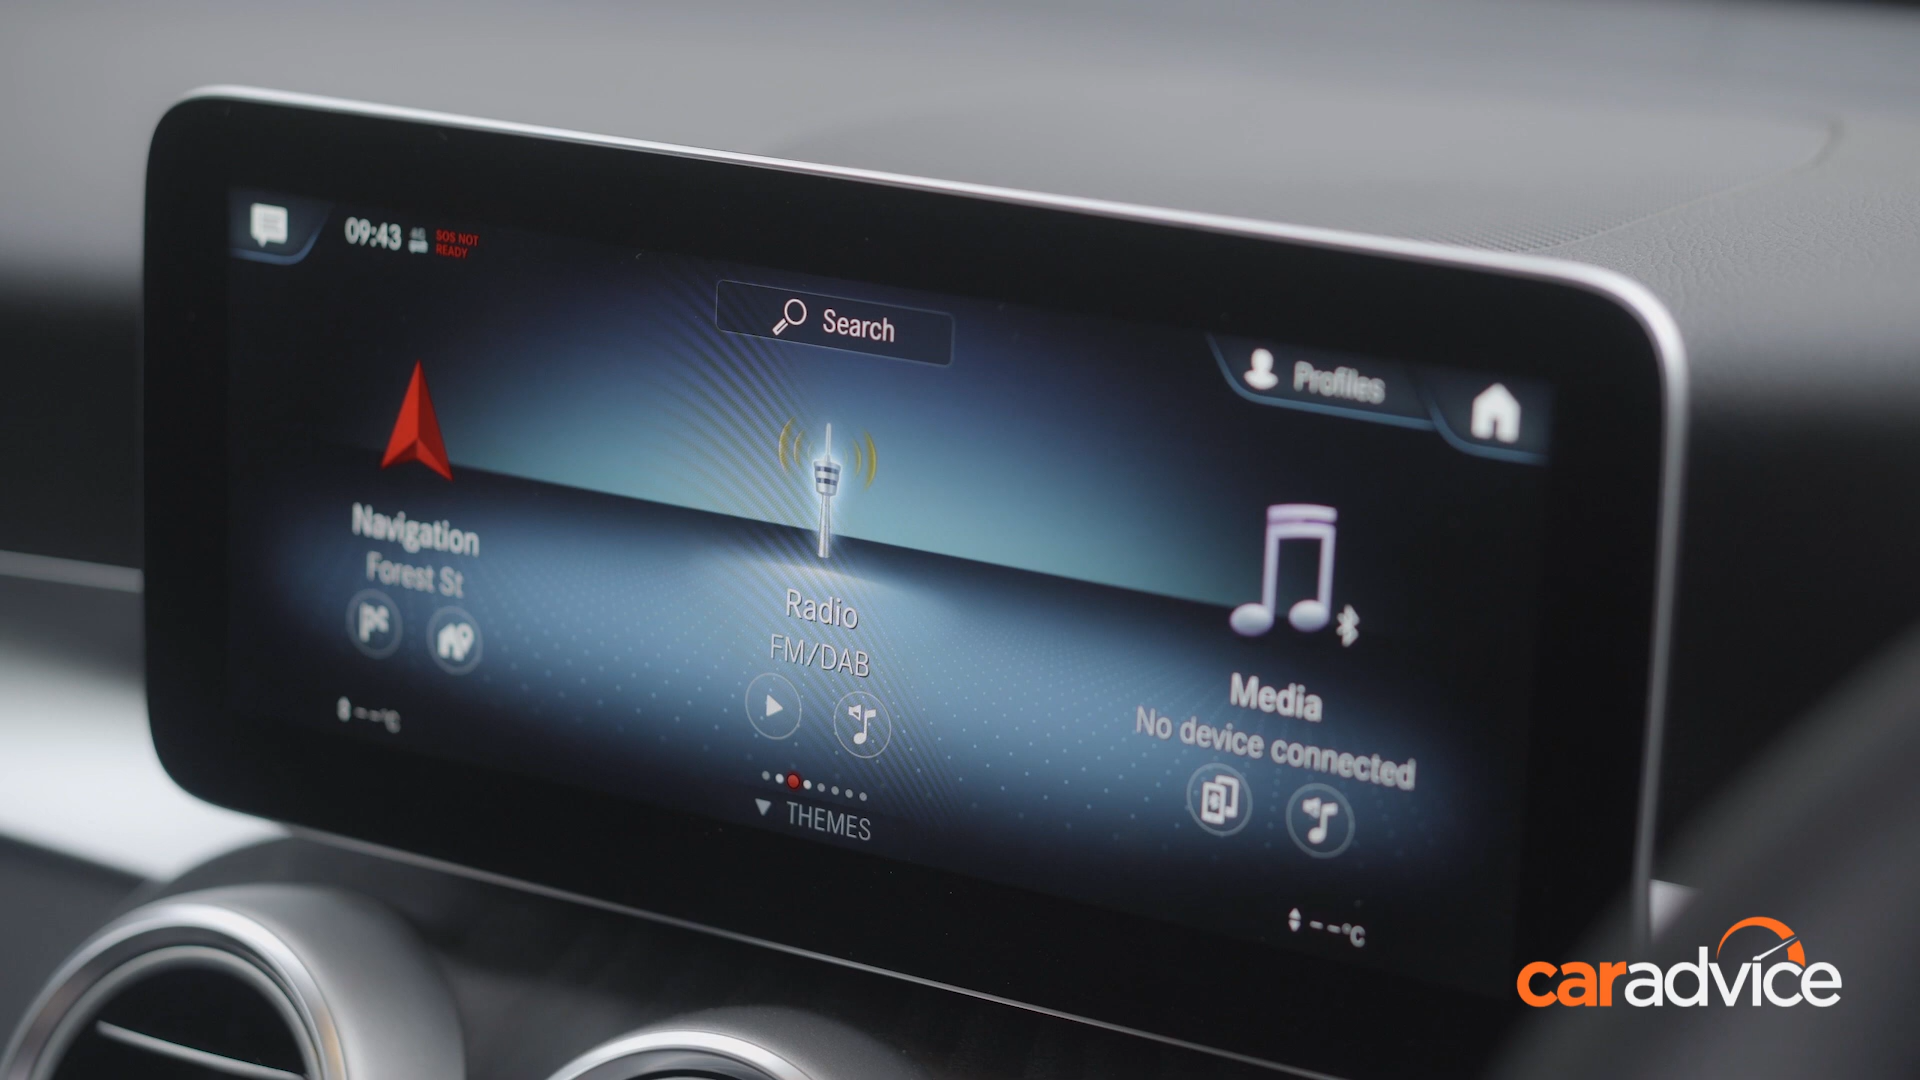 09:43
SOS NOT
READY
Search
Profiles
Navigation
Forest St
Radio
FM/DAB
Media
No device connected
--°C
THEMES
--°C
caradvice